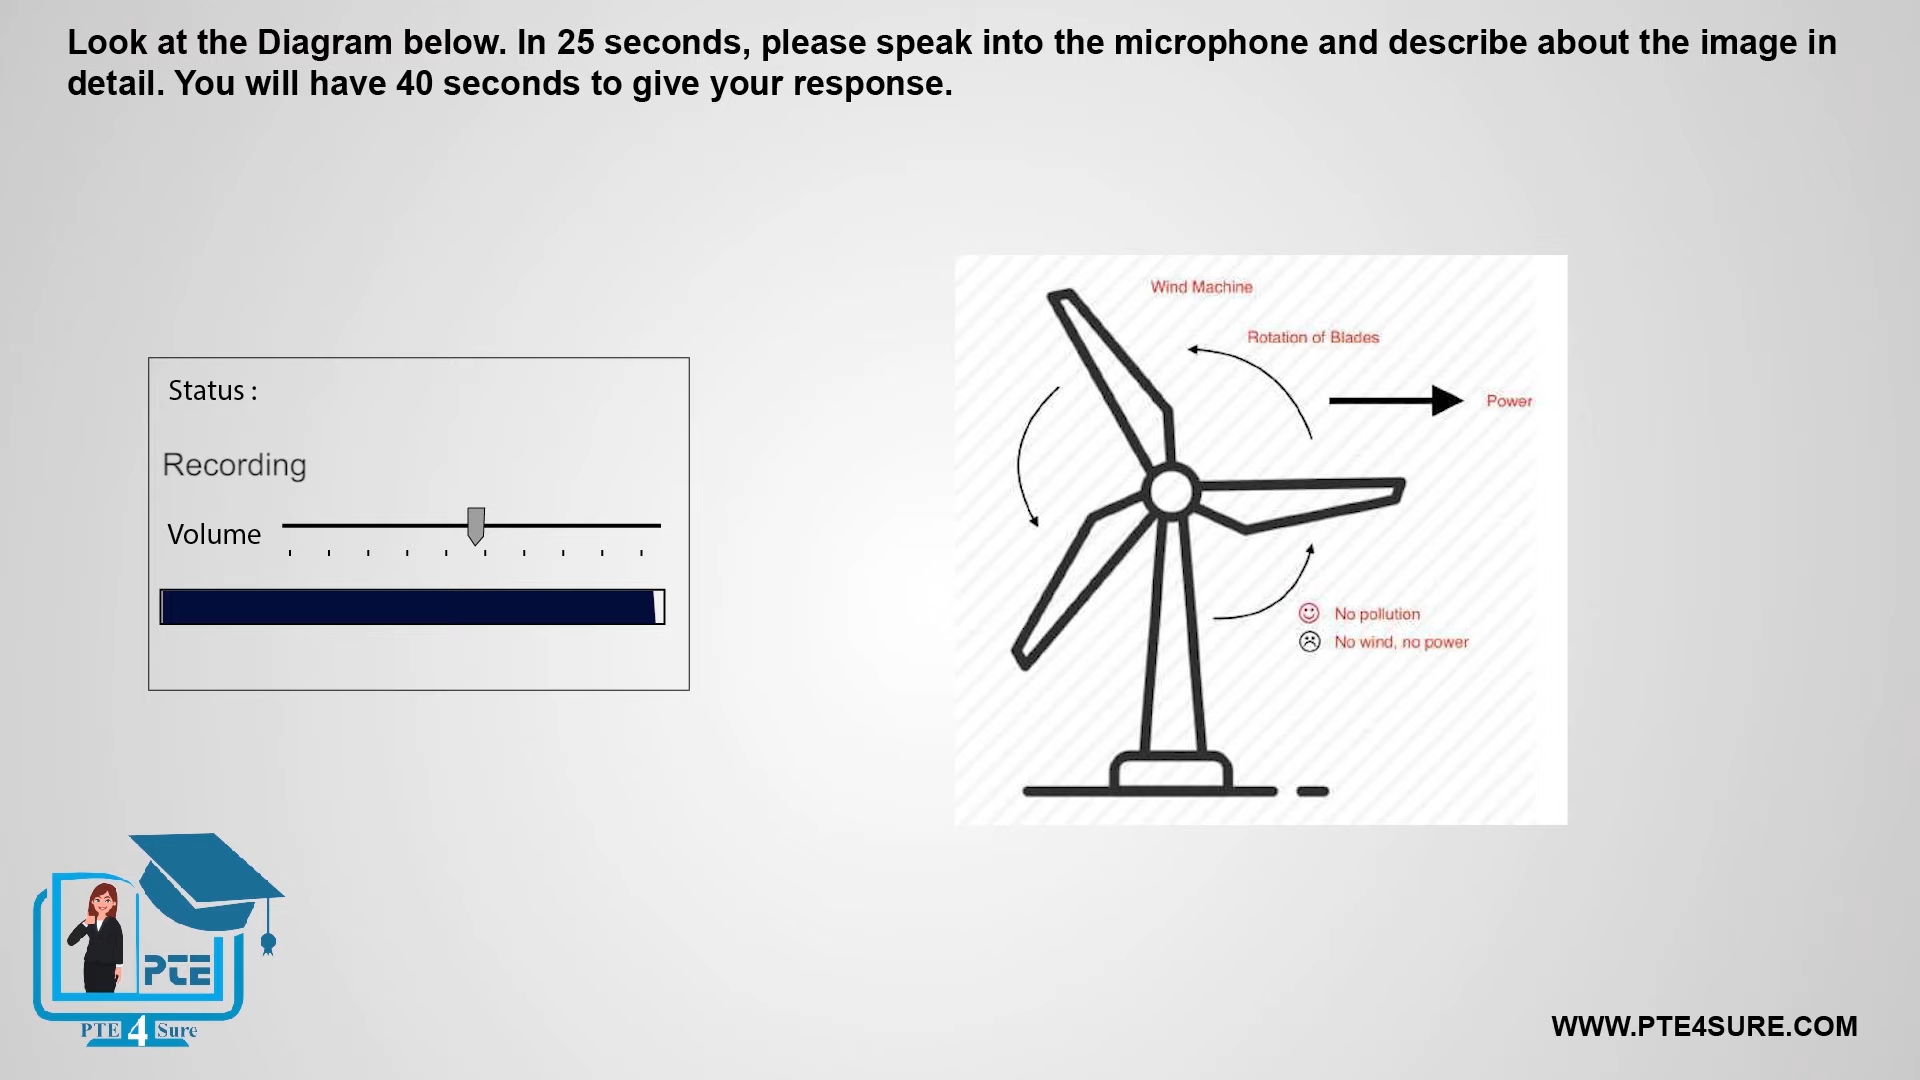 Look at the Diagram below. In 25 seconds, please speak into the microphone and describe about the image in
detail. You will have 40 seconds to give your response.
Status :
Recording
Volume
Wind Machine
Rotation of Blades
Power
No pollution
No wind, no power
PTE
PTE 4 Sure
WWW.PTE4SURE.COM